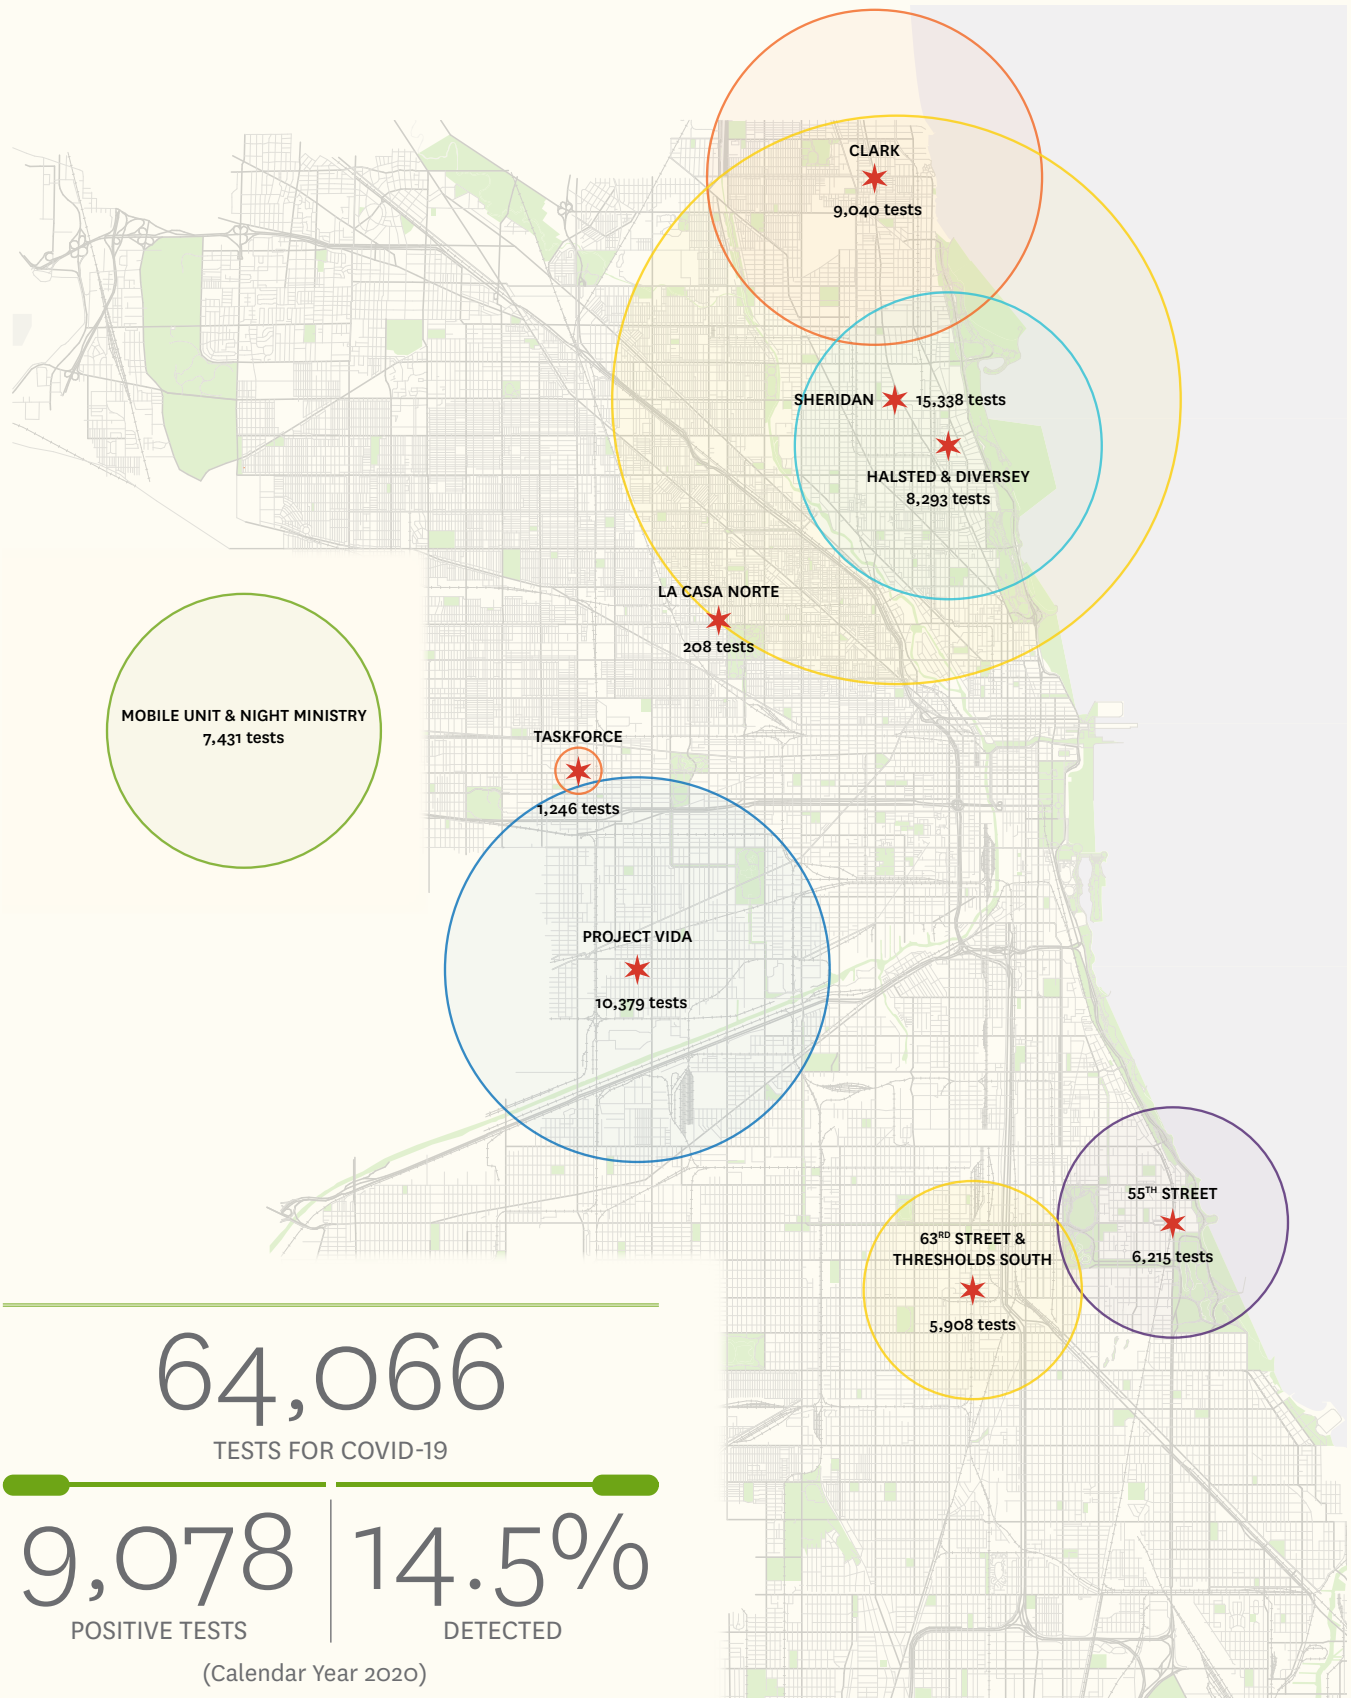 CLARK
9,040 tests
SHERIDAN 15,338 tests
HALSTED & DIVERSEY
8,293 tests
LA CASA NORTE
208 tests
MOBILE UNIT & NIGHT MINISTRY
7,431 tests
TASKFORCE
1,246 tests
PROJECT VIDA
10,379 tests
55TH STREET
6,215 tests
63RD STREET &
THRESHOLDS SOUTH
5,908 tests
64,066
TESTS FOR COVID-19
9,078
POSITIVE TESTS
14.5%
DETECTED
(Calendar Year 2020)